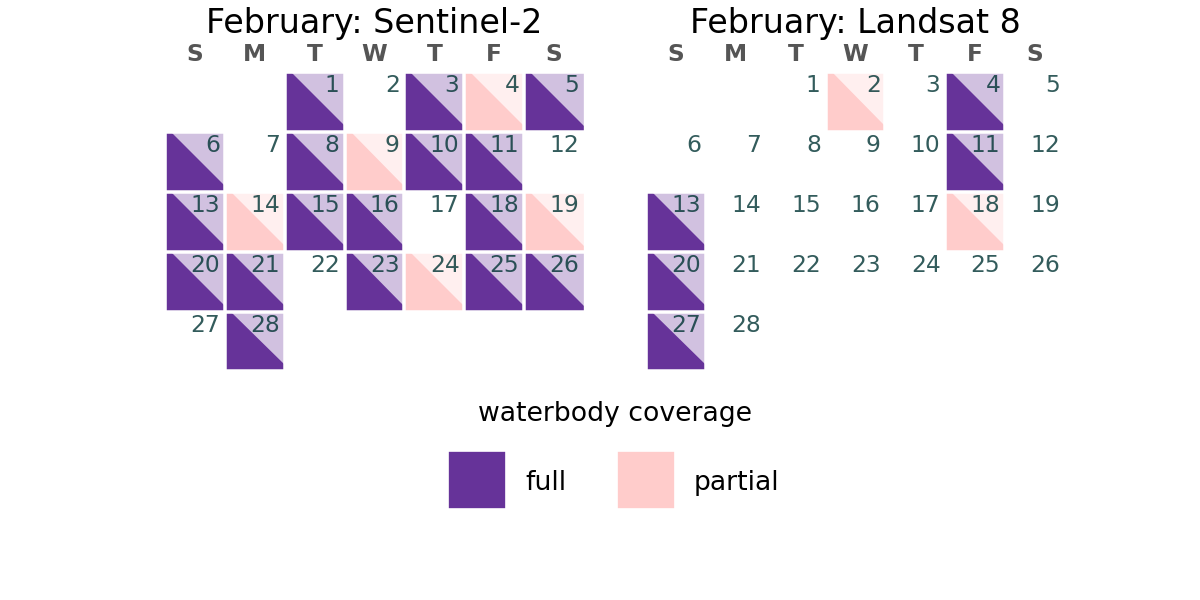 February: Sentinel-2
S M T W T F S
1 2 3 4 5
6 7 8 9 10 11 12
13 14 15 16 17 18 19
20 21 22 23 24 25 26
27 28
February: Landsat 8
S M T W T F S
1 2 3 4 5
6 7 8 9 10 11 12
13 14 15 16 17 18 19
20 21 22 23 24 25 26
27 28
waterbody coverage
full partial